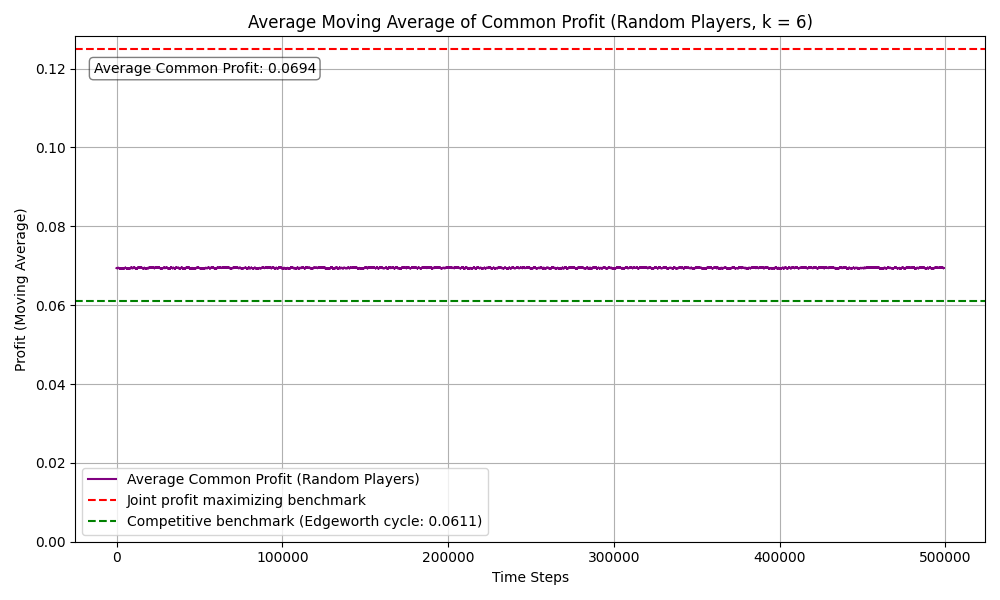 Average Moving Average of Common Profit (Random Players, k = 6)
Average Common Profit: 0.0694
Profit (Moving Average)
0.12
0.10
0.08
0.06
0.04
0.02
0.00
Average Common Profit (Random Players)
Joint profit maximizing benchmark
Competitive benchmark (Edgeworth cycle: 0.0611)
0 100000 200000 300000 400000 500000
Time Steps